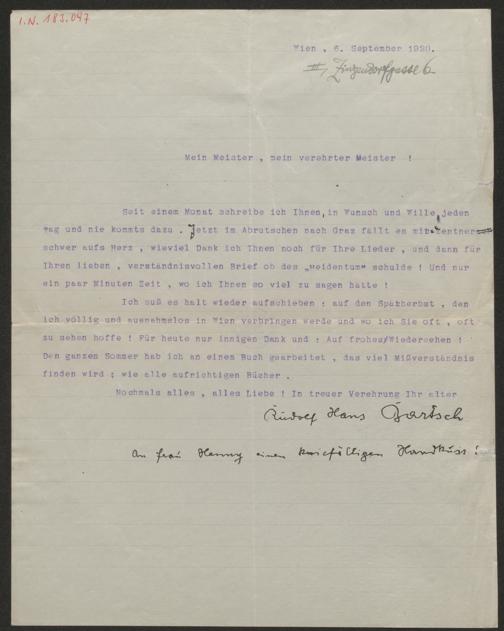 I.N. 183.047
Wien , 6. September 1920.
III, Zinzendorfgasse 6
Mein Meister , mein verehrter Meister !
Seit einem Monat schreibe ich Ihnen, in Wunsch und Wille, jeden
Tag und nie kommts dazu . Jetzt im Abrutschen nach Graz fällt es mir zentner=
schwer aufs Herz , wieviel Dank ich Ihnen noch für Ihre Lieder , und dann für
Ihren lieben , verständnisvollen Brief ob des „Heidentum" schulde ! Und nur
ein paar Minuten Zeit , wo ich Ihnen so viel zu sagen hätte !
Ich muß es halt wieder aufschieben : auf den Spätherbst , den
ich völlig und ausnahmslos in Wien verbringen werde und wo ich Sie oft , oft
zu sehen hoffe ! Für heute nur innigen Dank und : Auf frohes Wiedersehen !
Den ganzen Sommer hab ich an einem Buch gearbeitet , das viel Mißverständnis
finden wird ; wie alle aufrichtigen Bücher .
Nochmals alles , alles Liebe ! In treuer Verehrung Ihr alter
Rudolf Hans Bartsch
An Frau Henny einen kniefälligen Handkuss !